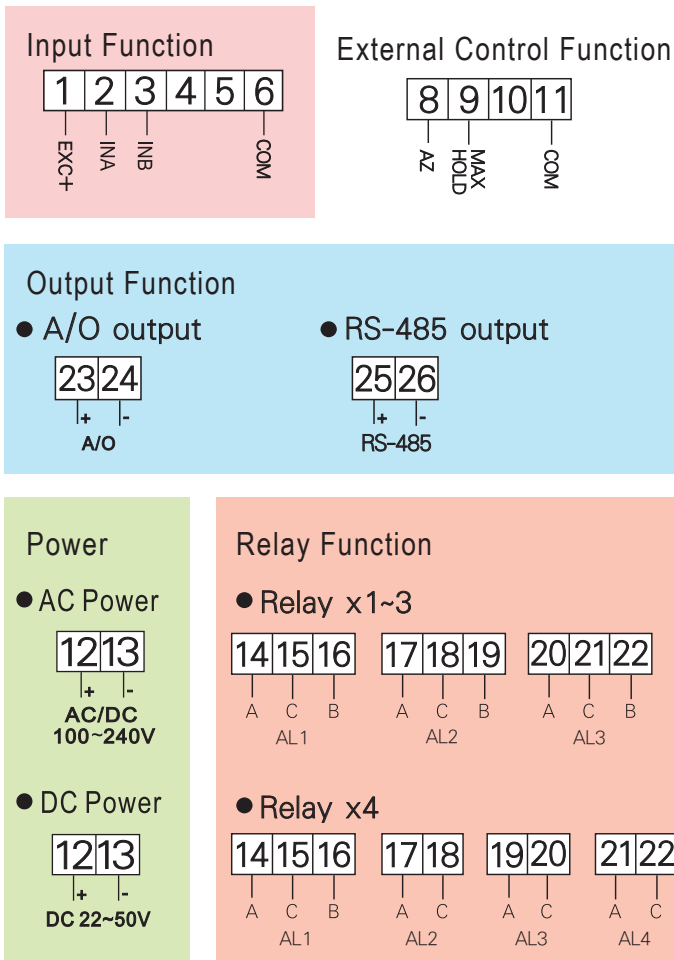 Input Function
1 2 3 4 5 6
EXC+ INA INB COM
External Control Function
8 9 10 11
AZ MAX HOLD COM
Output Function
● A/O output
23 24
+ -
A/O
● RS-485 output
25 26
+ -
RS-485
Power
● AC Power
12 13
+ -
AC/DC
100~240V
● DC Power
12 13
+ -
DC 22~50V
Relay Function
● Relay x1~3
14 15 16 17 18 19 20 21 22
A C B A C B A C B
AL1 AL2 AL3
● Relay x4
14 15 16 17 18 19 20 21 22
A C B A C A C A C
AL1 AL2 AL3 AL4